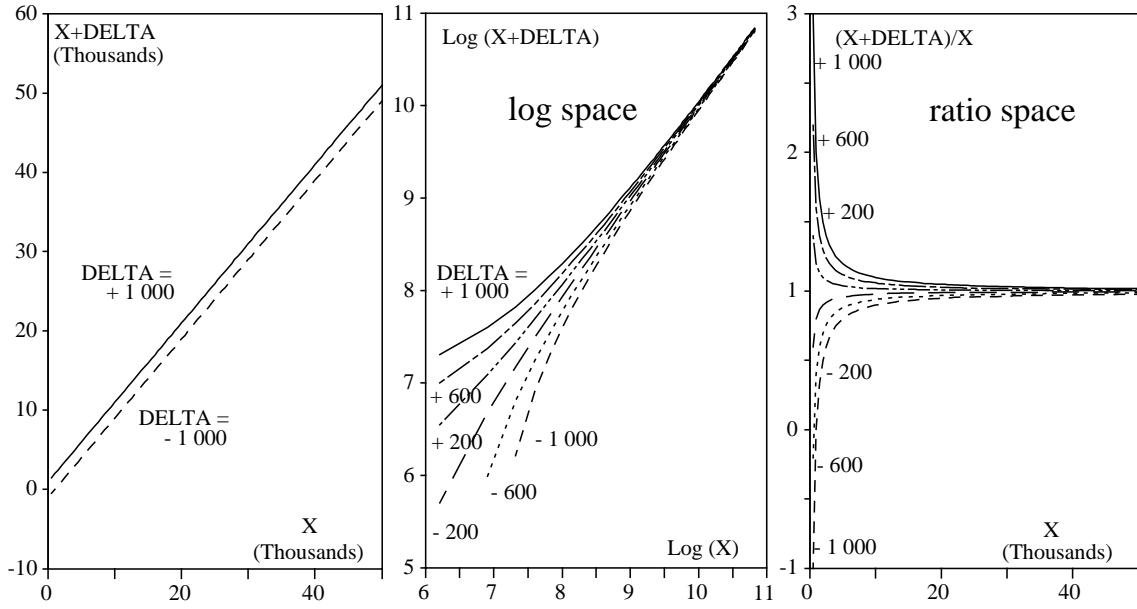 60
50
40
30
20
10
0
-10
X+DELTA
(Thousands)
DELTA =
+ 1 000
DELTA =
- 1 000
X
(Thousands)
0
20
40
11
10
9
8
7
6
5
Log (X+DELTA)
log space
DELTA =
+ 1 000
+ 600
+ 200
- 1 000
- 600
- 200
Log (X)
6
7
8
9
10
11
3
2
1
0
-1
(X+DELTA)/X
+ 1 000
ratio space
+ 600
+ 200
- 200
- 600
- 1 000
X
(Thousands)
0
20
40